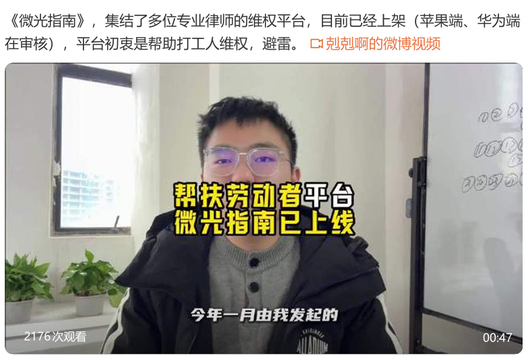 《微光指南》，集结了多位专业律师的维权平台，目前已经上架（苹果端、华为端
在审核），平台初衷是帮助打工人维权，避雷。 剋剋啊的微博视频
帮扶劳动者平台
微光指南已上线
今年一月由我发起的
2176次观看
00:47